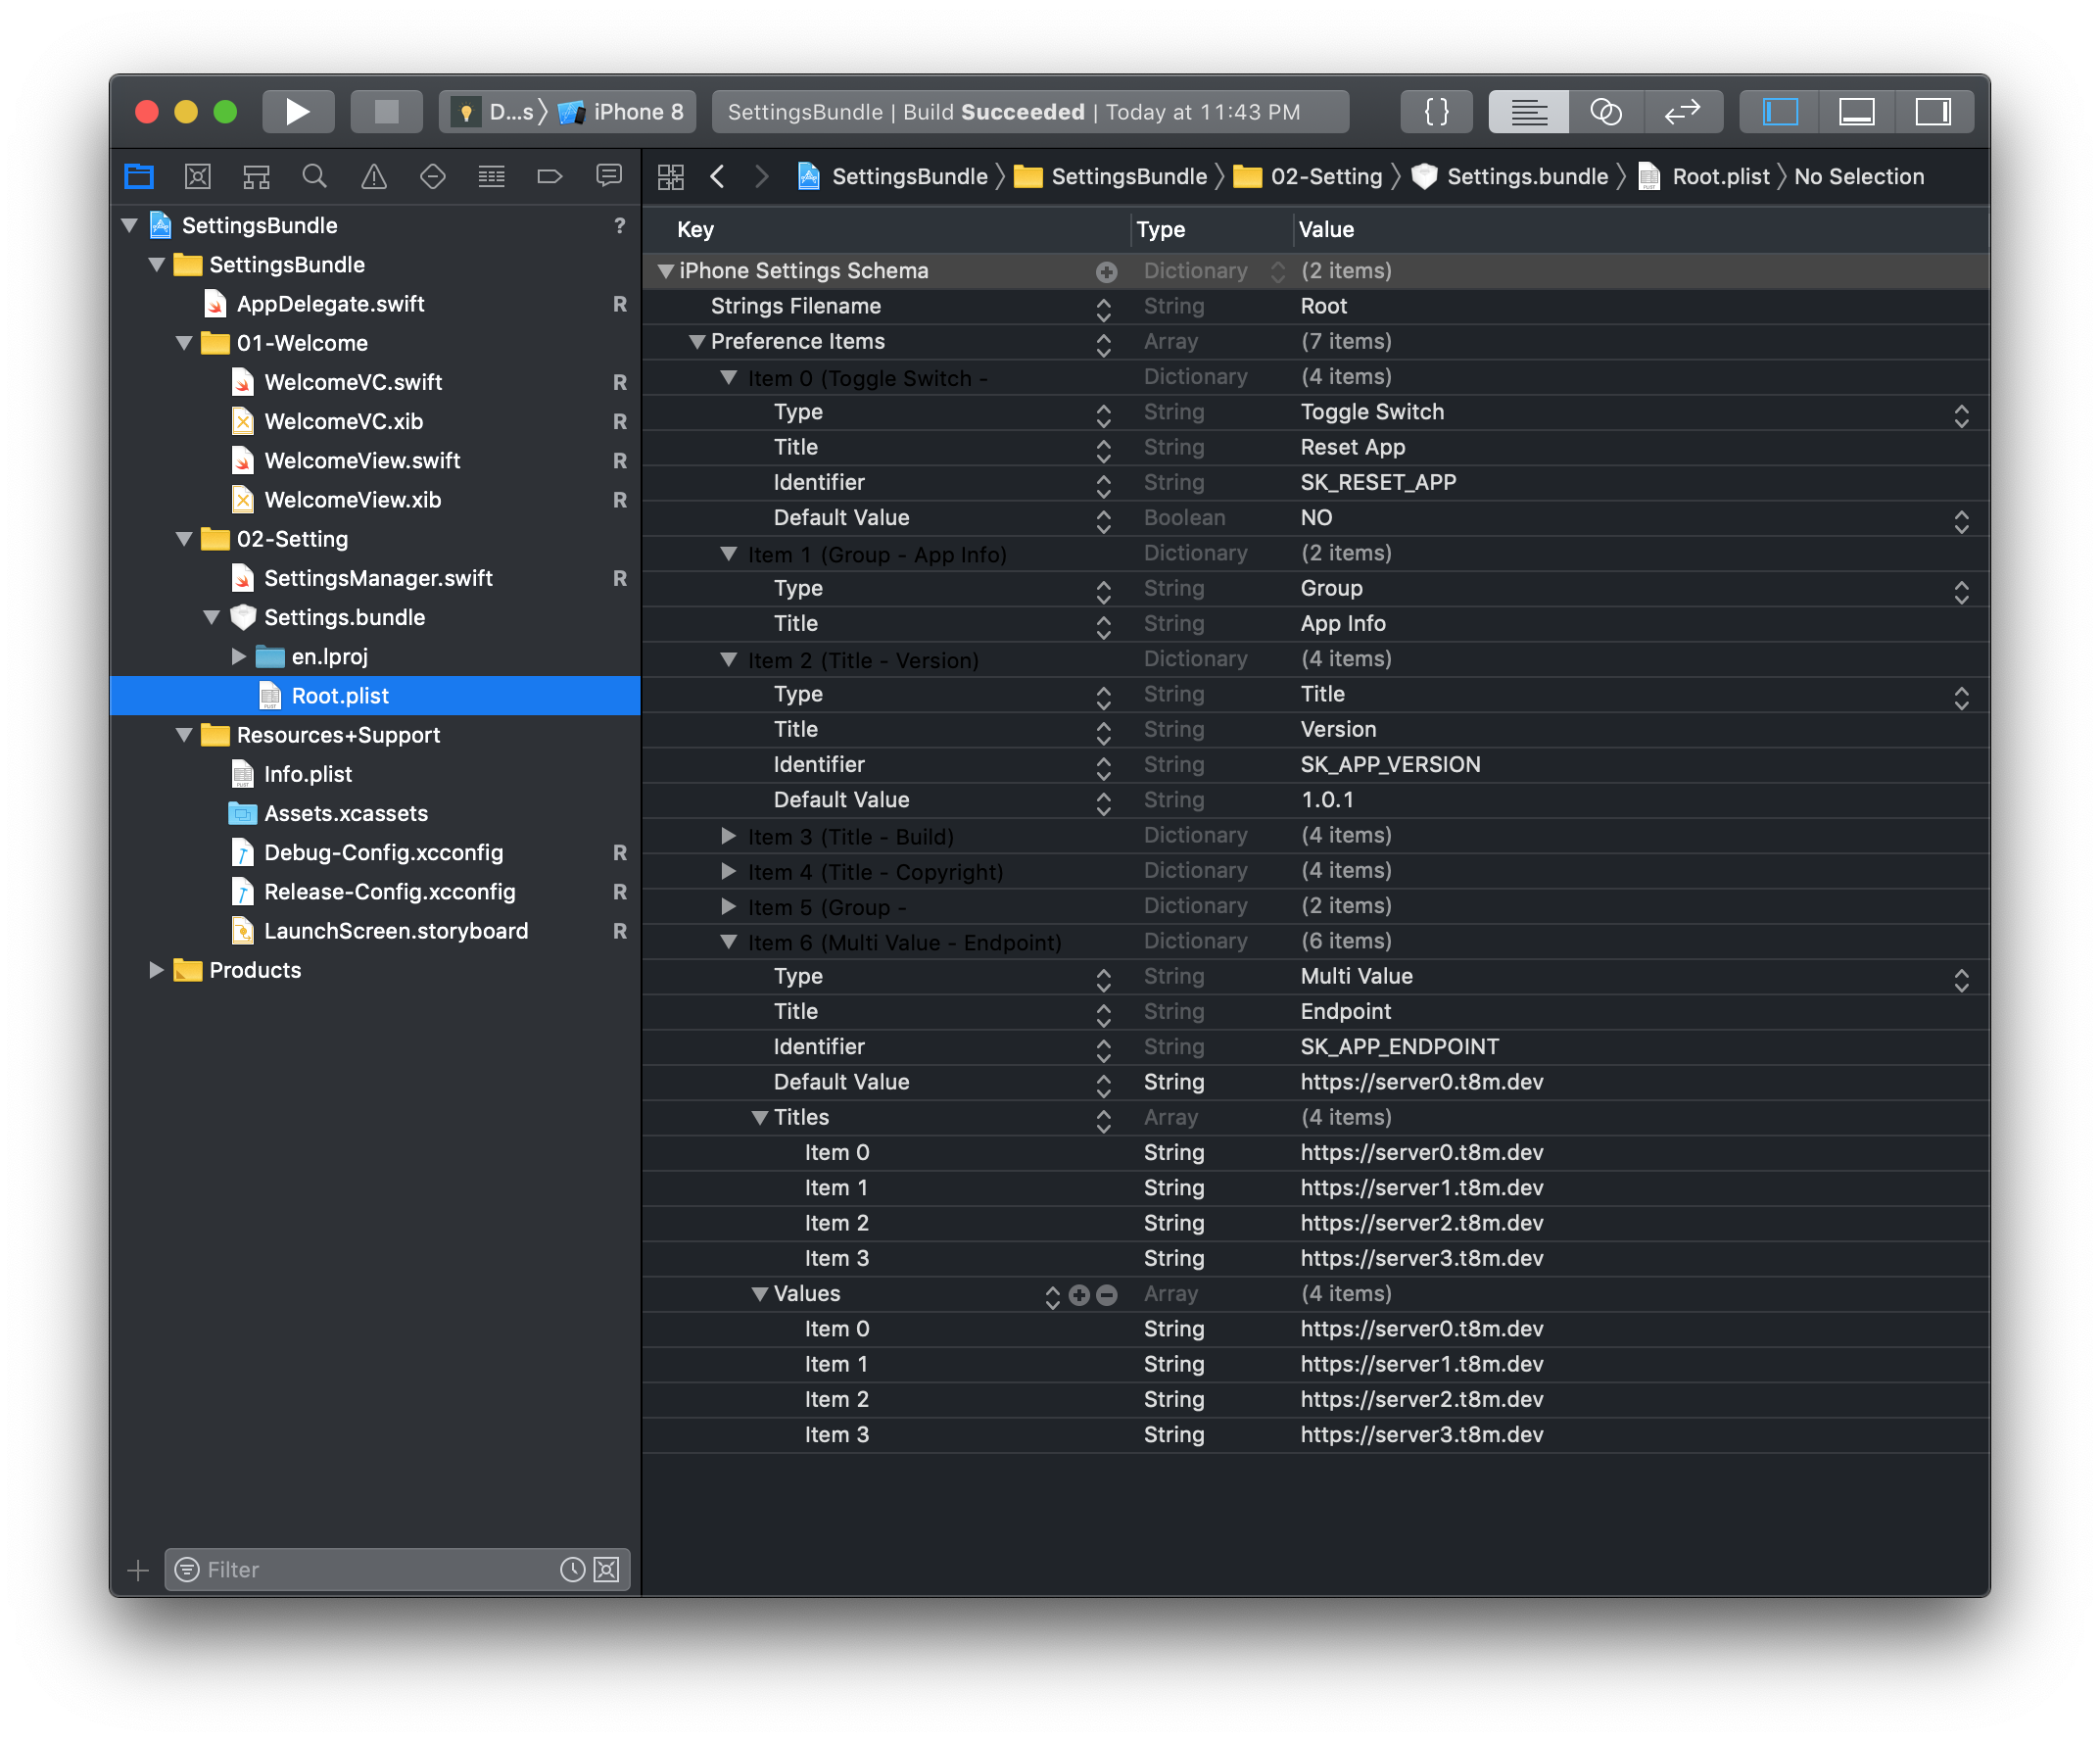 D...s 〉 iPhone 8
SettingsBundle | Build Succeeded | Today at 11:43 PM
{ }
SettingsBundle 〉 SettingsBundle 〉 02-Setting 〉 Settings.bundle 〉 Root.plist 〉 No Selection
SettingsBundle ?
SettingsBundle
AppDelegate.swift R
01-Welcome
WelcomeVC.swift R
WelcomeVC.xib R
WelcomeView.swift R
WelcomeView.xib R
02-Setting
SettingsManager.swift R
Settings.bundle
en.lproj
Root.plist
Resources+Support
Info.plist
Assets.xcassets
Debug-Config.xcconfig R
Release-Config.xcconfig R
LaunchScreen.storyboard R
Products
Filter
Key Type Value
iPhone Settings Schema Dictionary (2 items)
Strings Filename String Root
Preference Items Array (7 items)
Item 0 (Toggle Switch - Dictionary (4 items)
Type String Toggle Switch
Title String Reset App
Identifier String SK_RESET_APP
Default Value Boolean NO
Item 1 (Group - App Info) Dictionary (2 items)
Type String Group
Title String App Info
Item 2 (Title - Version) Dictionary (4 items)
Type String Title
Title String Version
Identifier String SK_APP_VERSION
Default Value String 1.0.1
Item 3 (Title - Build) Dictionary (4 items)
Item 4 (Title - Copyright) Dictionary (4 items)
Item 5 (Group - Dictionary (2 items)
Item 6 (Multi Value - Endpoint) Dictionary (6 items)
Type String Multi Value
Title String Endpoint
Identifier String SK_APP_ENDPOINT
Default Value String https://server0.t8m.dev
Titles Array (4 items)
Item 0 String https://server0.t8m.dev
Item 1 String https://server1.t8m.dev
Item 2 String https://server2.t8m.dev
Item 3 String https://server3.t8m.dev
Values Array (4 items)
Item 0 String https://server0.t8m.dev
Item 1 String https://server1.t8m.dev
Item 2 String https://server2.t8m.dev
Item 3 String https://server3.t8m.dev